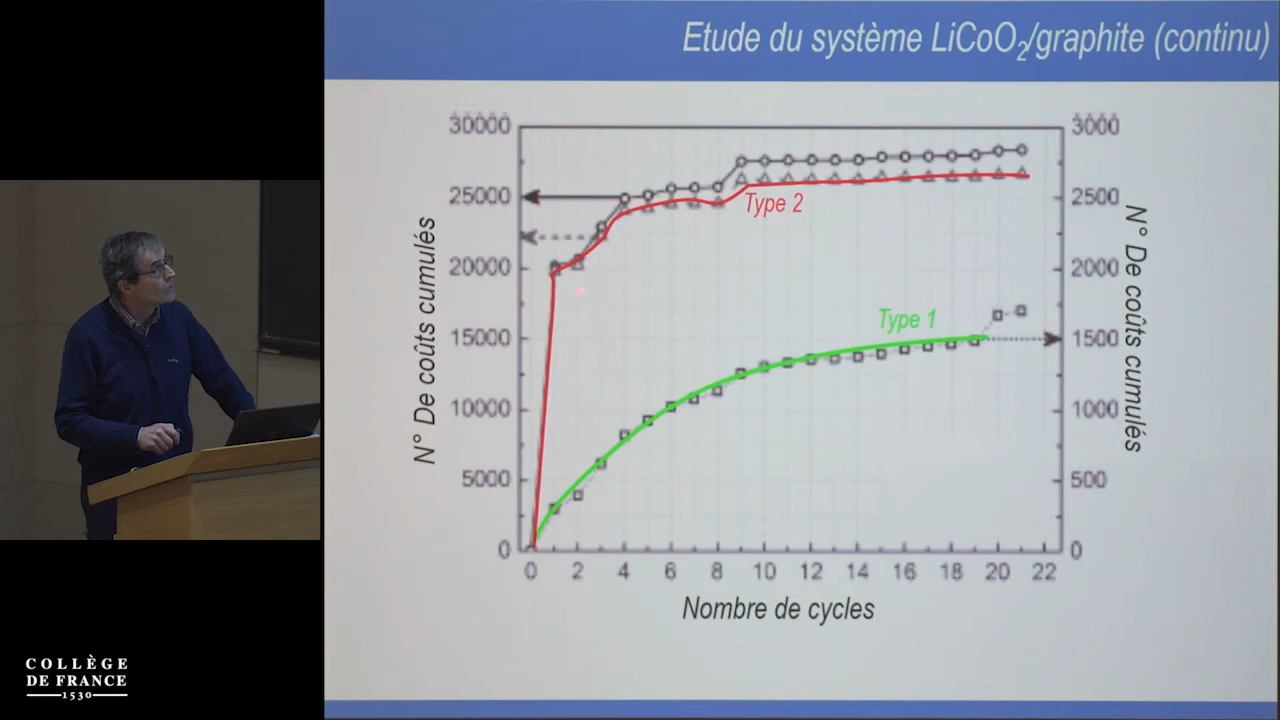 Etude du système LiCoO2/graphite (continu)
30000
25000
20000
15000
10000
5000
0
N° De coûts cumulés
3000
2500
2000
1500
1000
500
0
N° De coûts cumulés
Type 2
Type 1
0 2 4 6 8 10 12 14 16 18 20 22
Nombre de cycles
COLLÈGE
DE FRANCE
1530